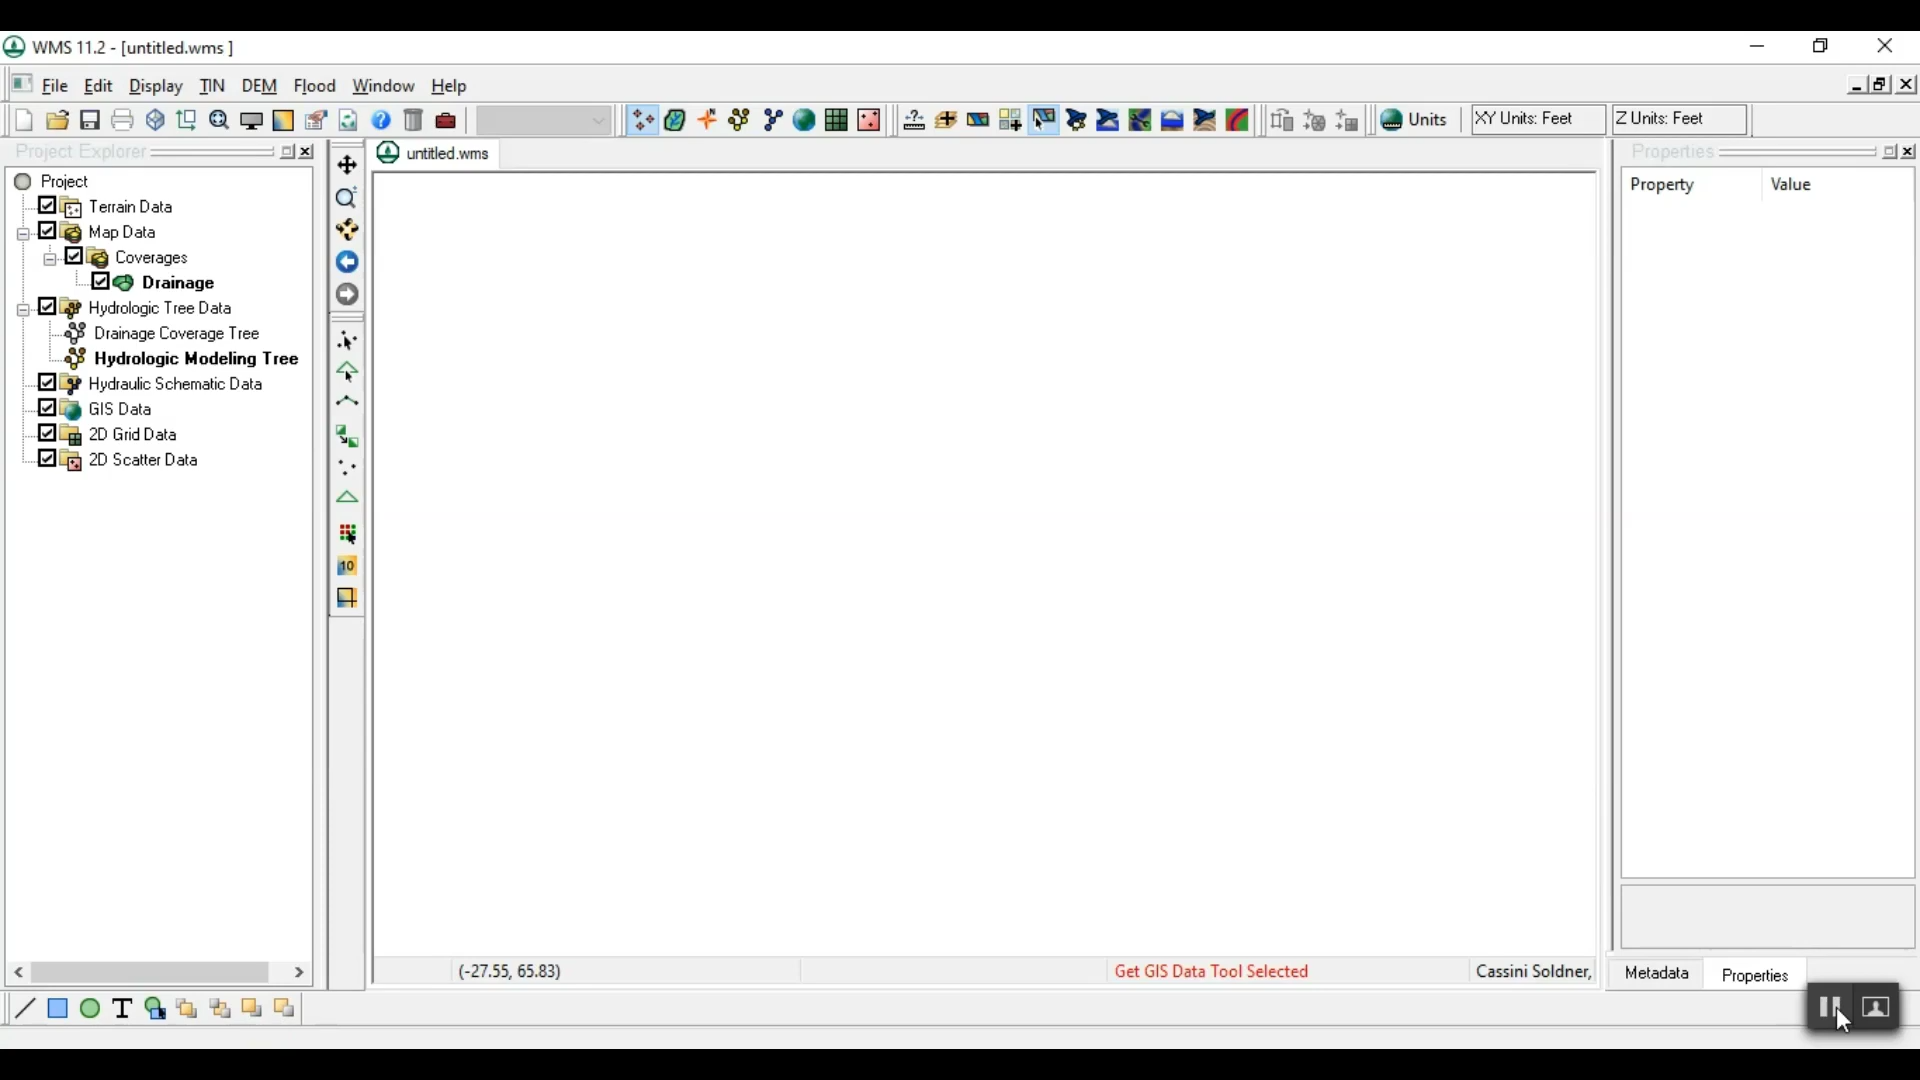 WMS 11.2 - [untitled.wms ]
File Edit Display TIN DEM Flood Window Help
Units XY Units: Feet Z Units: Feet
Project Explorer
untitled.wms
Properties
Project
Property Value
Terrain Data
Map Data
Coverages
Drainage
Hydrologic Tree Data
Drainage Coverage Tree
Hydrologic Modeling Tree
Hydraulic Schematic Data
GIS Data
2D Grid Data
2D Scatter Data
10
(-27.55, 65.83) Get GIS Data Tool Selected Cassini Soldner,
Metadata Properties
T